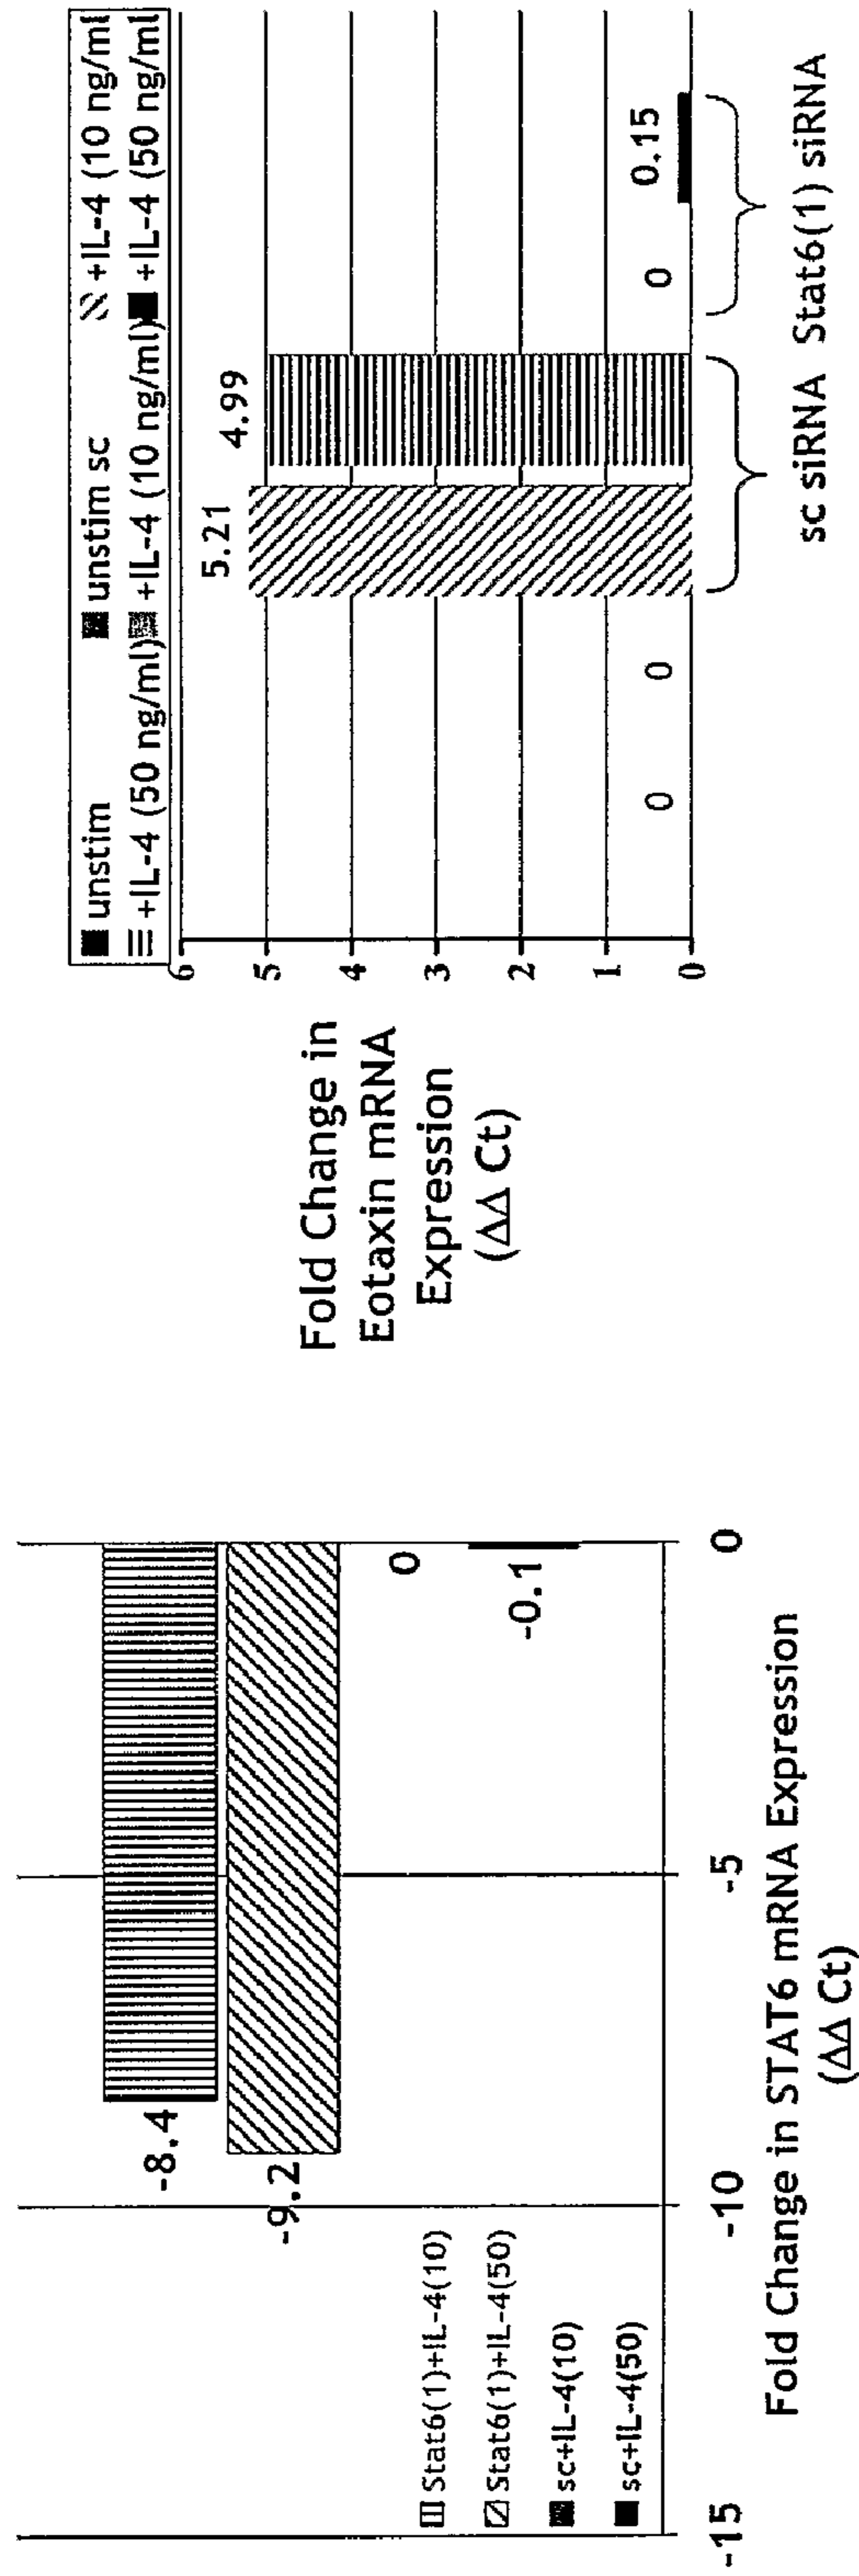 -8.4
-9.2
0
-0.1
Stat6(1)+IL-4(10)
Stat6(1)+IL-4(50)
sc+IL-4(10)
sc+IL-4(50)
-15 -10 -5 0
Fold Change in STAT6 mRNA Expression
(ΔΔ Ct)
unstim unstim sc +IL-4 (10 ng/ml)
+IL-4 (50 ng/ml) +IL-4 (10 ng/ml) +IL-4 (50 ng/ml)
Fold Change in
Eotaxin mRNA
Expression
(ΔΔ Ct)
6
5
4
3
2
1
0
0 0 5.21 4.99 0 0.15
sc siRNA Stat6(1) siRNA